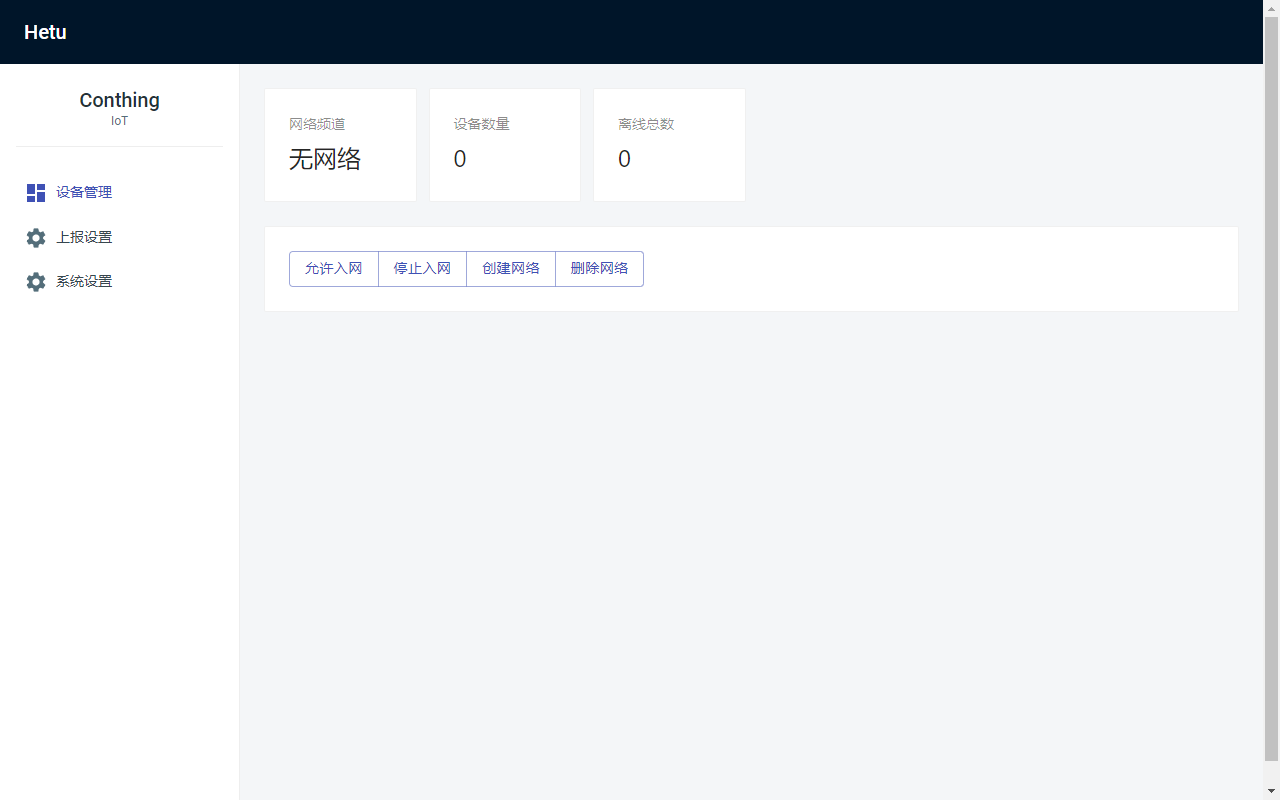 Hetu
Conthing
IoT
设备管理
上报设置
系统设置
网络频道
无网络
设备数量
0
离线总数
0
允许入网
停止入网
创建网络
删除网络